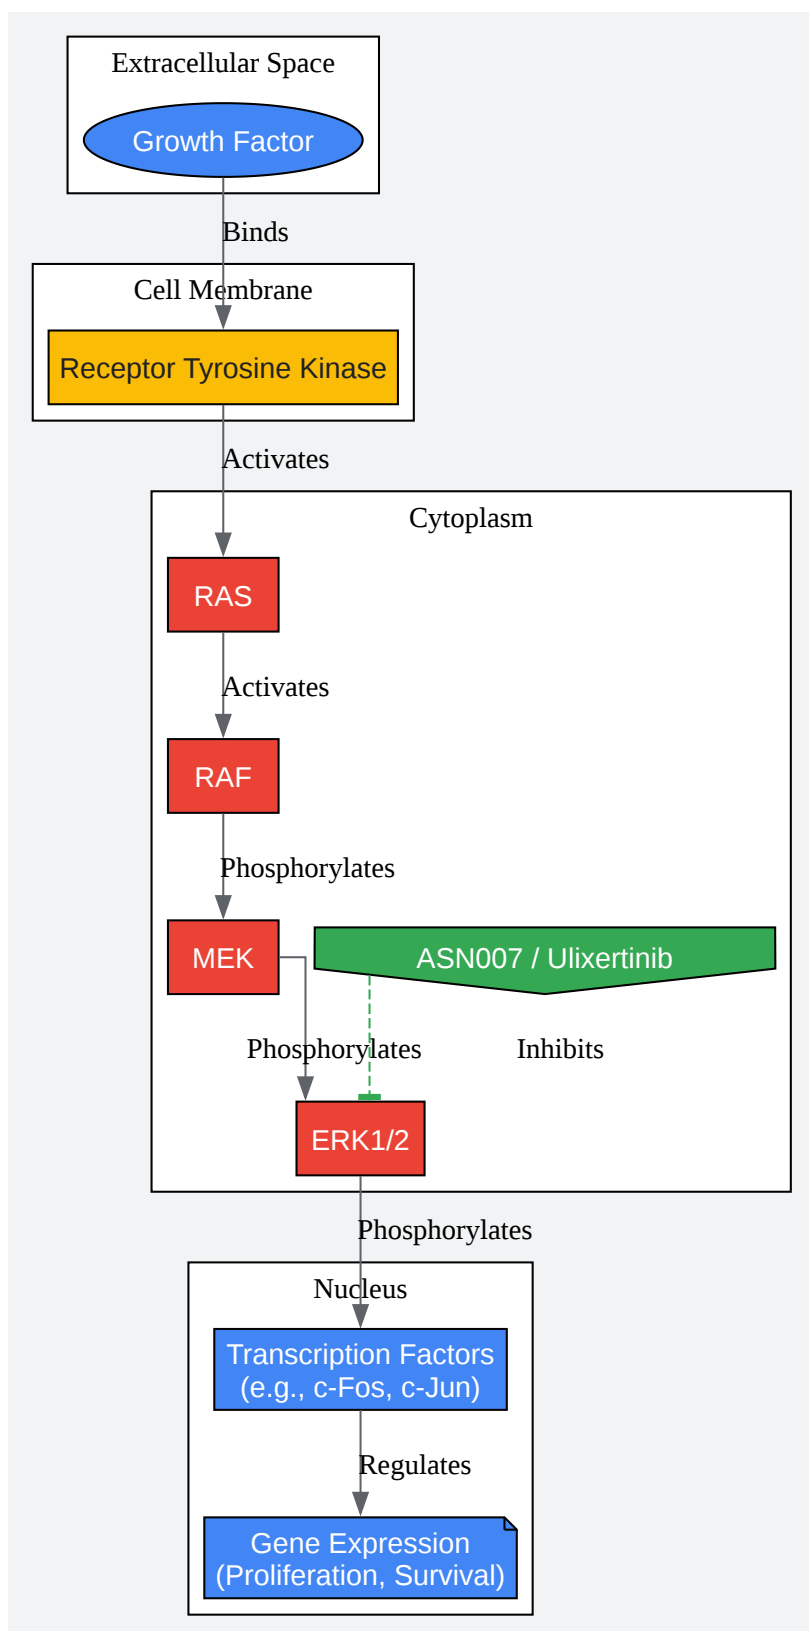 Extracellular Space
Growth Factor
Binds
Cell Membrane
Receptor Tyrosine Kinase
Activates
Cytoplasm
RAS
Activates
RAF
Phosphorylates
MEK
ASN007 / Ulixertinib
Phosphorylates
Inhibits
ERK1/2
Phosphorylates
Nucleus
Transcription Factors
(e.g., c-Fos, c-Jun)
Regulates
Gene Expression
(Proliferation, Survival)